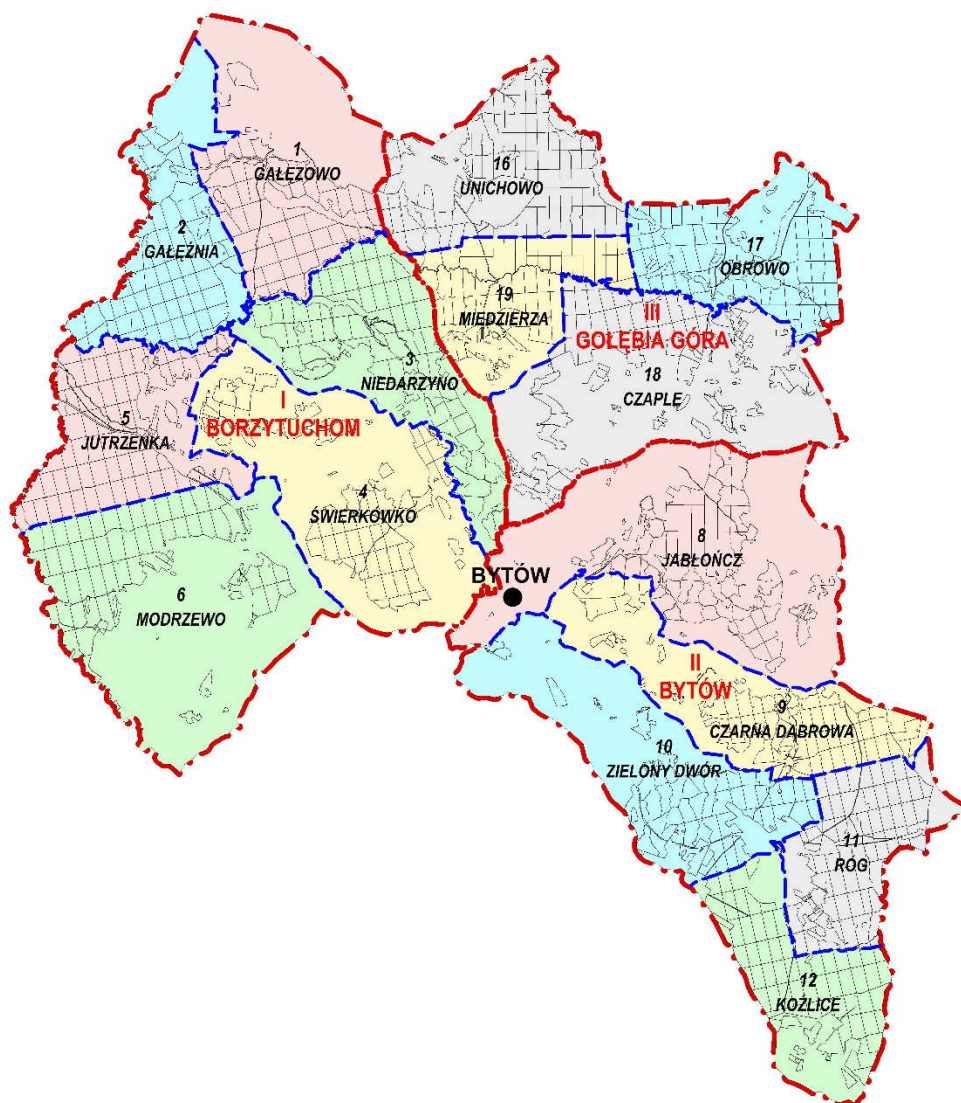 1
GAŁĘZOWO
16
UNICHOWO
2
GAŁĘŹNIA
17
OBROWO
19
MIEDZIERZA
III
GOŁĘBIA GÓRA
3
NIEDARZYNO
18
CZAPLE
I
BORZYTUCHOM
5
JUTRZENKA
4
ŚWIERKÓWKO
8
JABŁOŃCZ
BYTÓW
6
MODRZEWO
II
BYTÓW
9
CZARNA DĄBROWA
10
ZIELONY DWÓR
11
RÓG
12
KOŹLICE